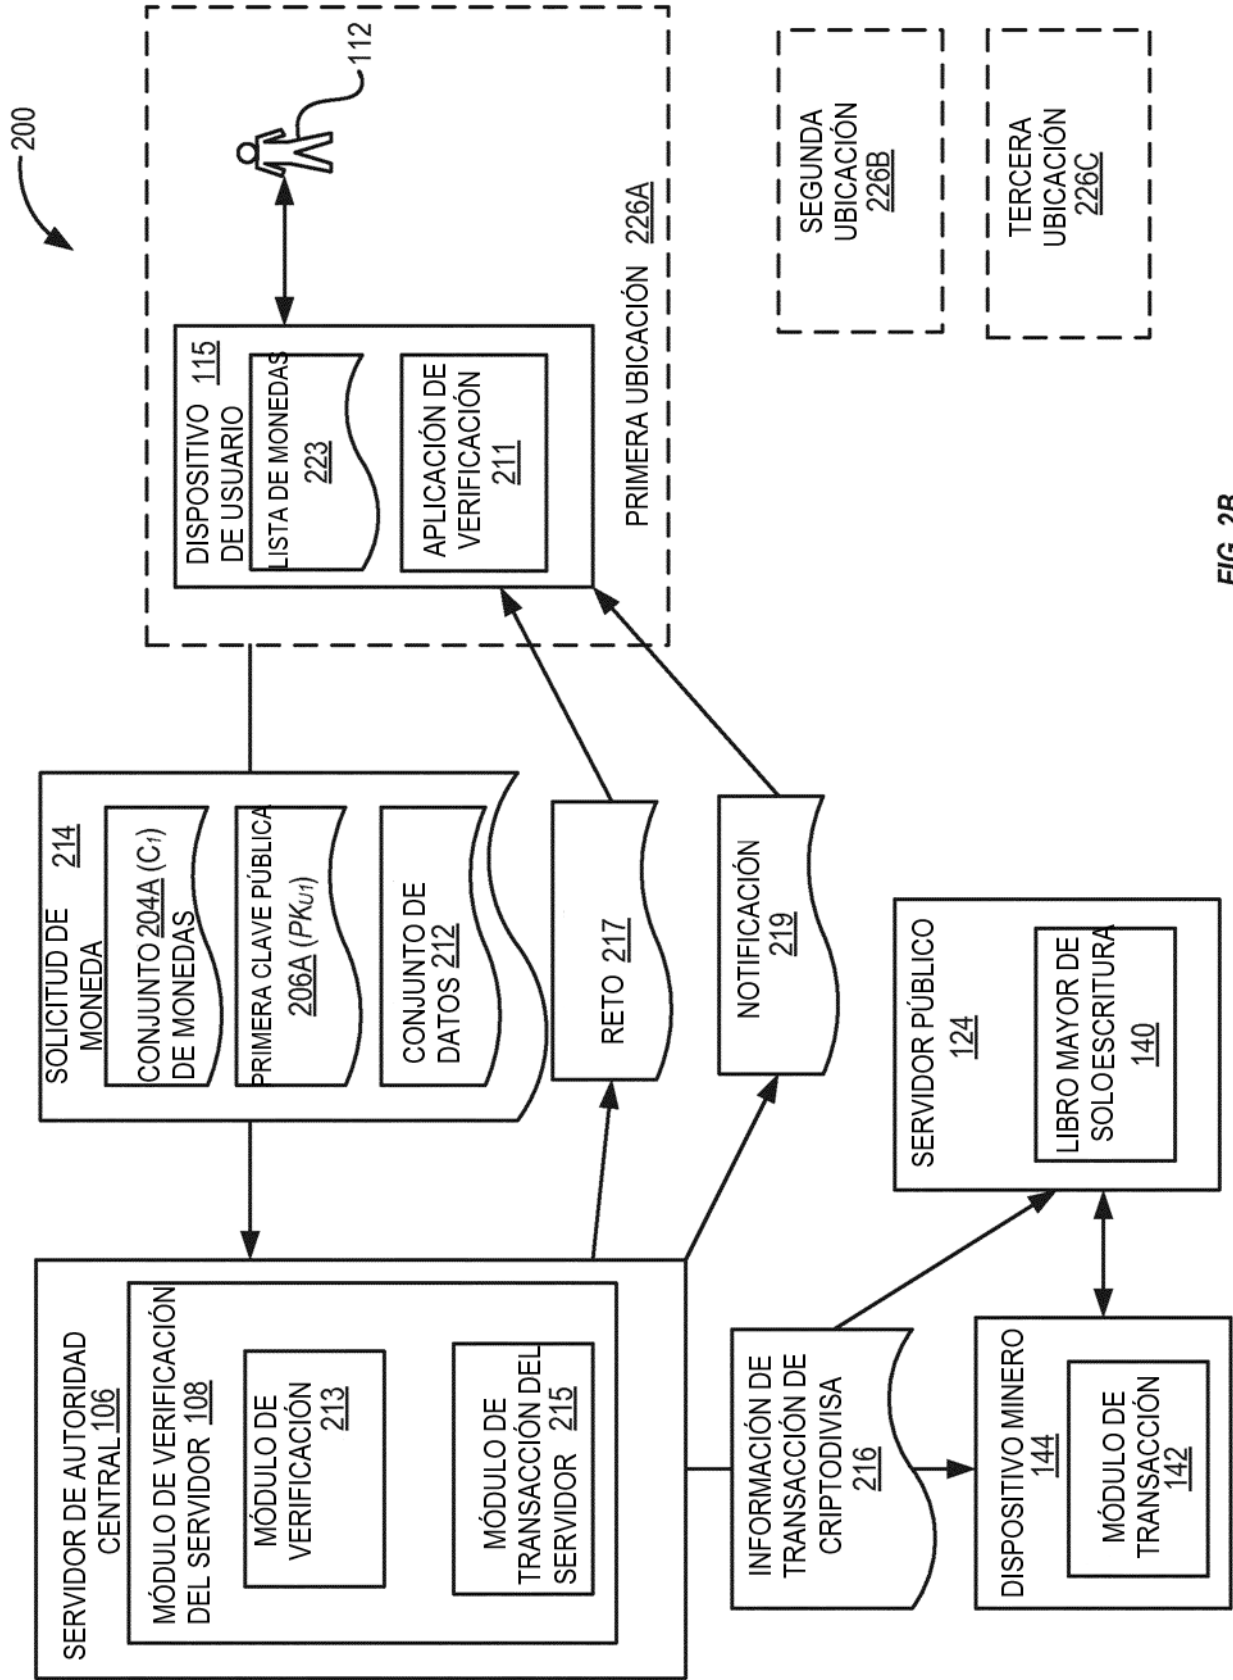 200
SERVIDOR DE AUTORIDAD
CENTRAL 106
MÓDULO DE VERIFICACIÓN
DEL SERVIDOR 108
MÓDULO DE
VERIFICACIÓN
213
MÓDULO DE
TRANSACCIÓN DEL
SERVIDOR 215
SOLICITUD DE
MONEDA 214
CONJUNTO 204A (C1)
DE MONEDAS
PRIMERA CLAVE PÚBLICA
206A (PKU1)
CONJUNTO DE
DATOS 212
RETO 217
NOTIFICACIÓN
219
DISPOSITIVO 115
DE USUARIO
LISTA DE MONEDAS
223
APLICACIÓN DE
VERIFICACIÓN
211
112
PRIMERA UBICACIÓN 226A
SEGUNDA
UBICACIÓN
226B
TERCERA
UBICACIÓN
226C
INFORMACIÓN DE
TRANSACCIÓN DE
CRIPTODIVISA
216
DISPOSITIVO MINERO
144
MÓDULO DE
TRANSACCIÓN
142
SERVIDOR PÚBLICO
124
LIBRO MAYOR DE
SOLOESCRITURA
140
FIG. 2B